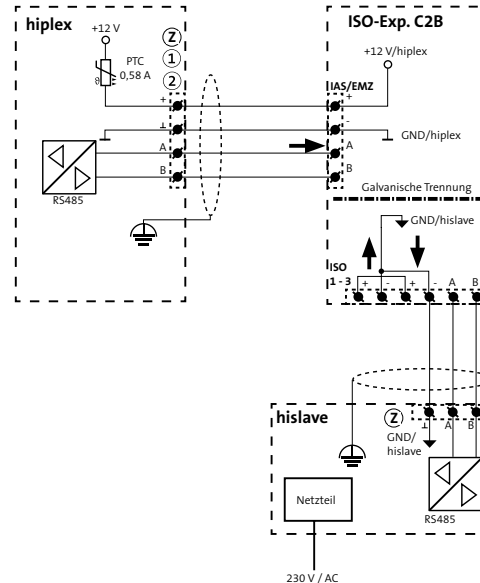 hiplex
+12 V
PTC
0,58 A
Z
1
2
ϑ
+
⊥
A
B
RS485
ISO-Exp. C2B
+12 V/hiplex
IAS/EMZ
+
-
GND/hiplex
A
B
Galvanische Trennung
GND/hislave
ISO
1 - 3
+ - + - A B
hislave
Z
⊥ A B
GND/
hislave
Netzteil
RS485
230 V / AC